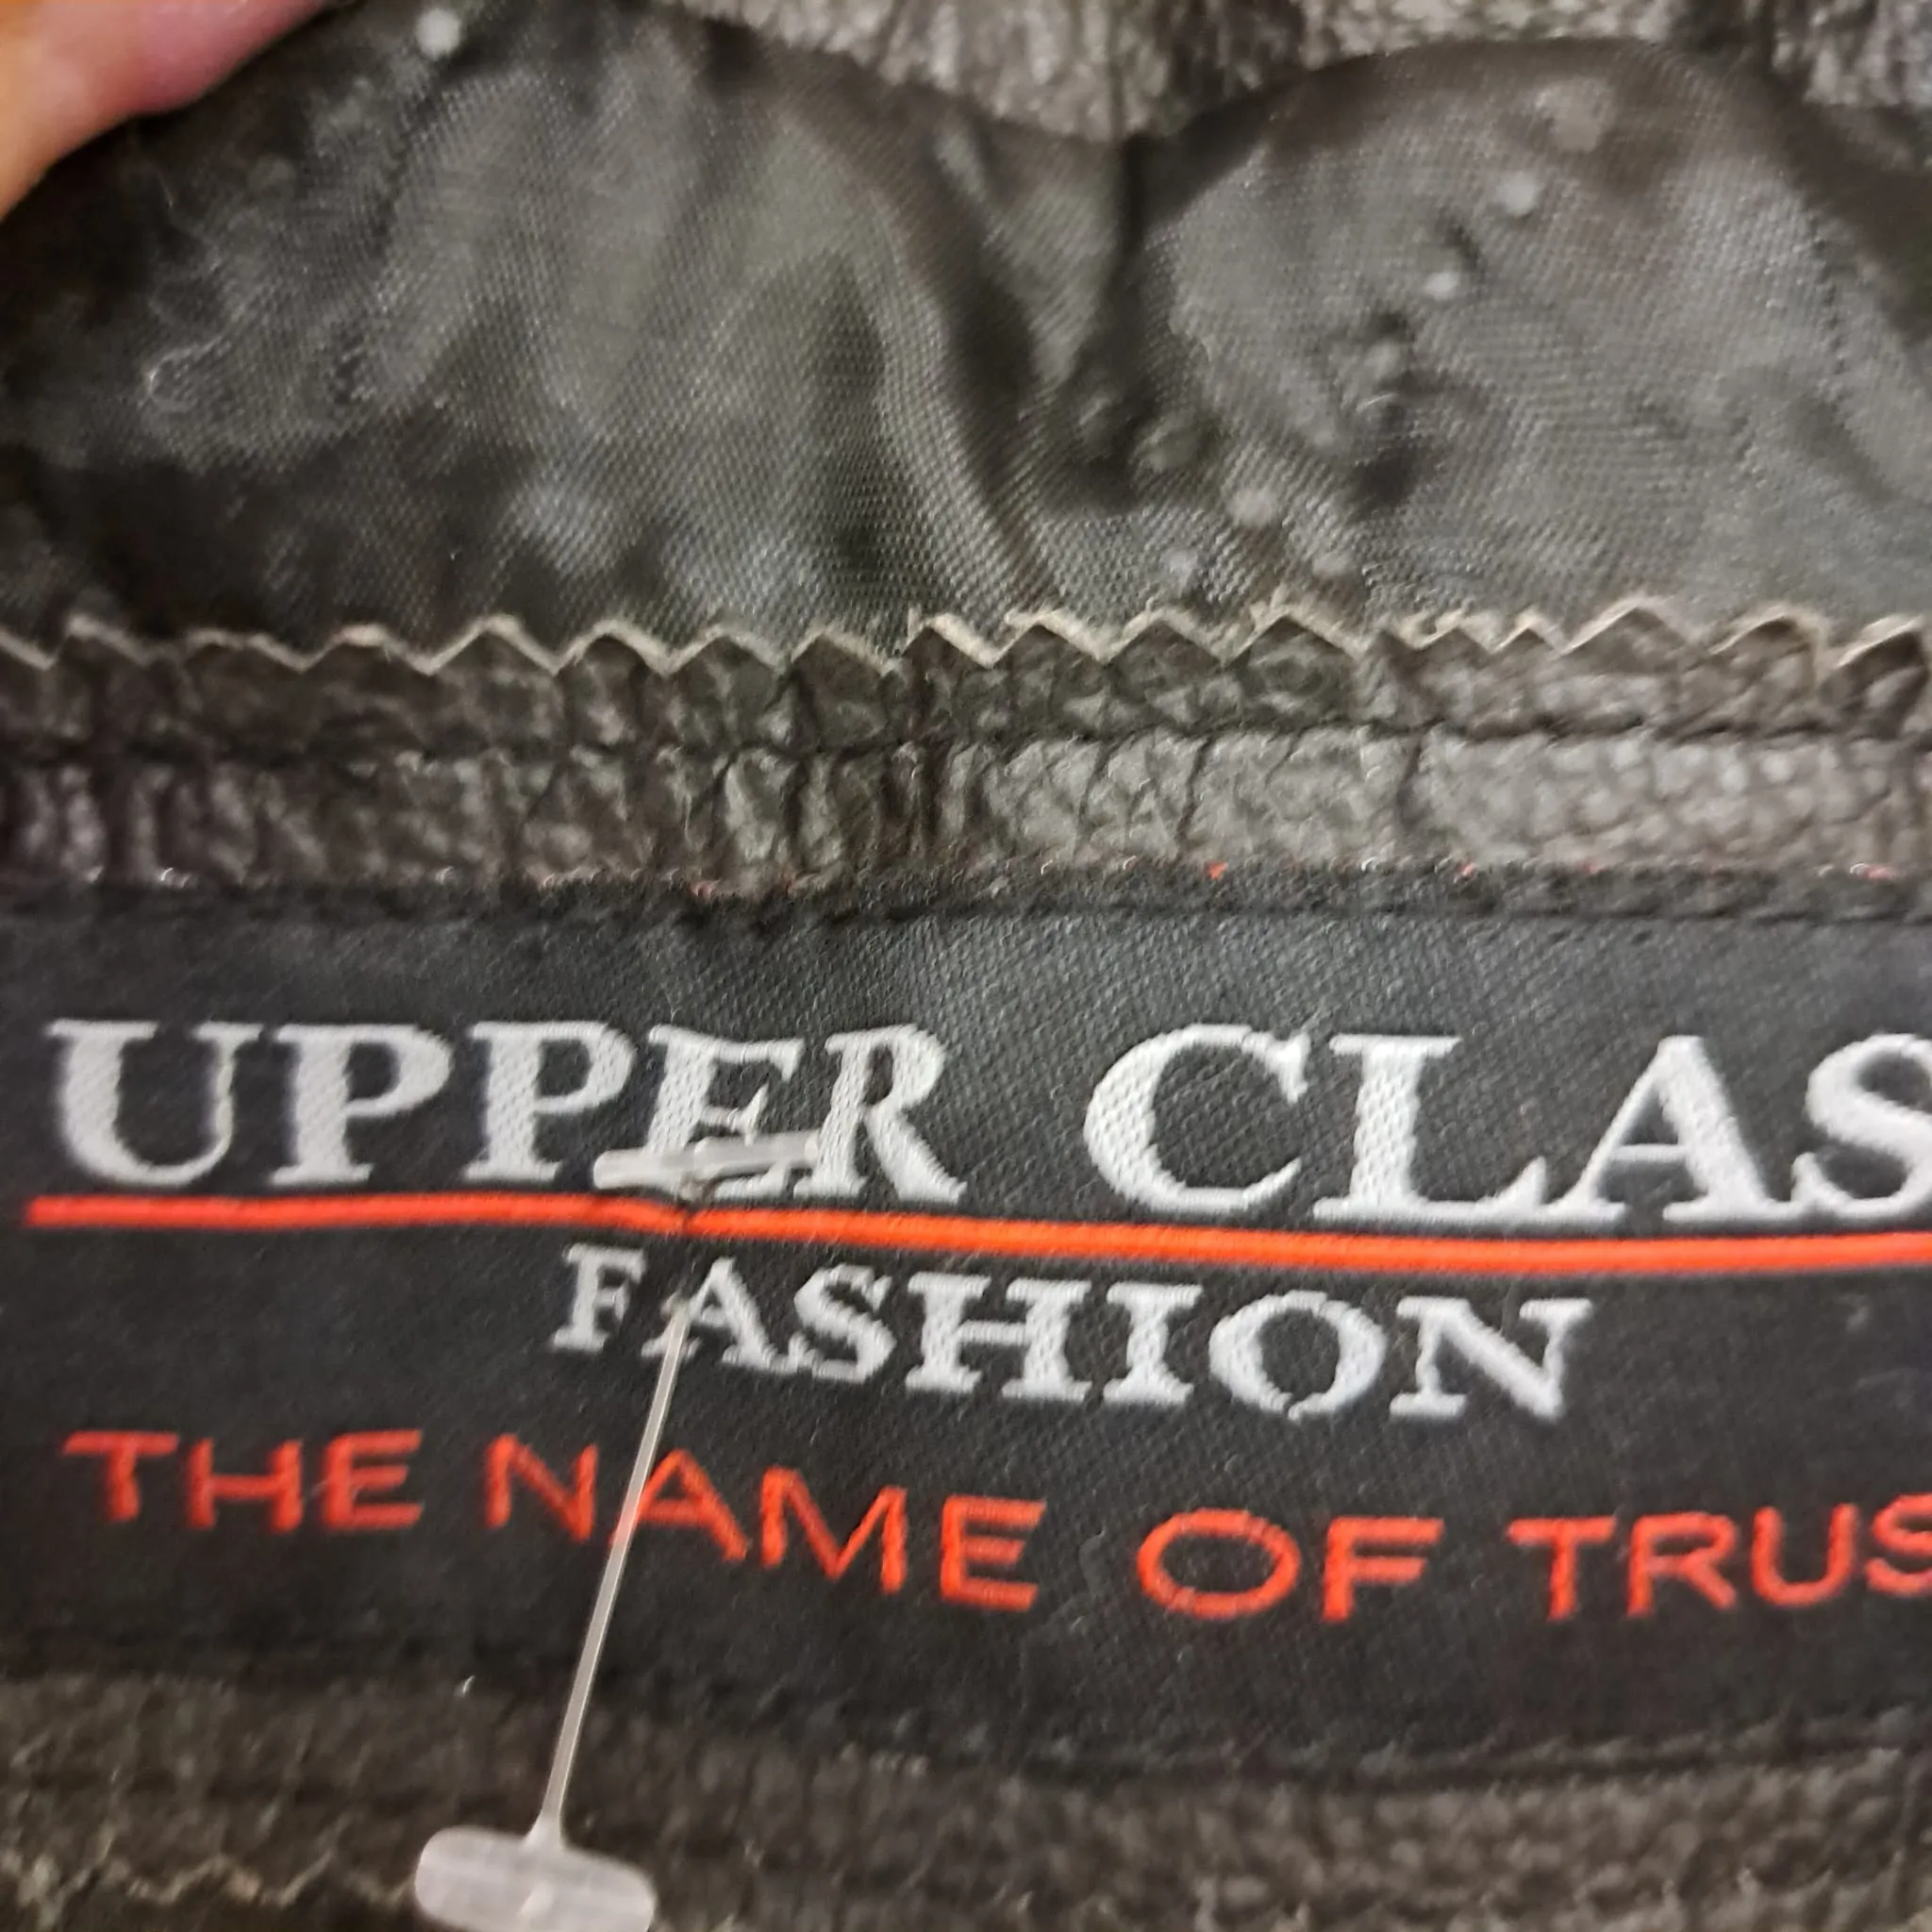 UPPER CLAS
FASHION
THE NAME OF TRUS